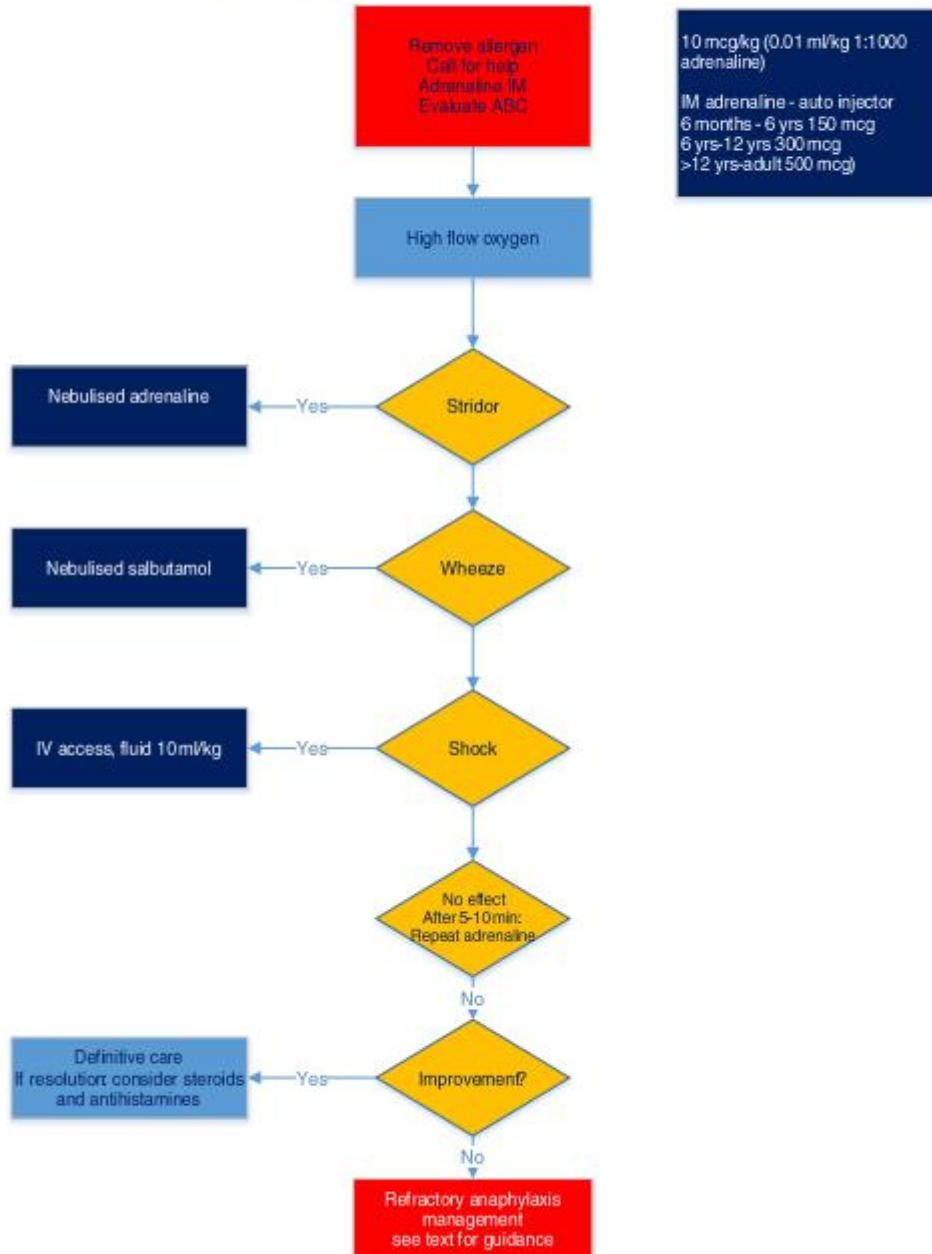 Remove allergen
Call for help
Adrenaline IM
Evaluate ABC
10 mcg/kg (0.01 ml/kg 1:1000
adrenaline)
IM adrenaline - auto injector
6 months - 6 yrs 150 mcg
6 yrs-12 yrs 300 mcg
>12 yrs-adult 500 mcg)
High flow oxygen
Stridor
Yes
Nebulised adrenaline
Wheeze
Yes
Nebulised salbutamol
Shock
Yes
IV access, fluid 10ml/kg
No effect
After 5-10 min:
Repeat adrenaline
No
Improvement?
Yes
Definitive care
If resolution: consider steroids
and antihistamines
No
Refractory anaphylaxis
management
see text for guidance